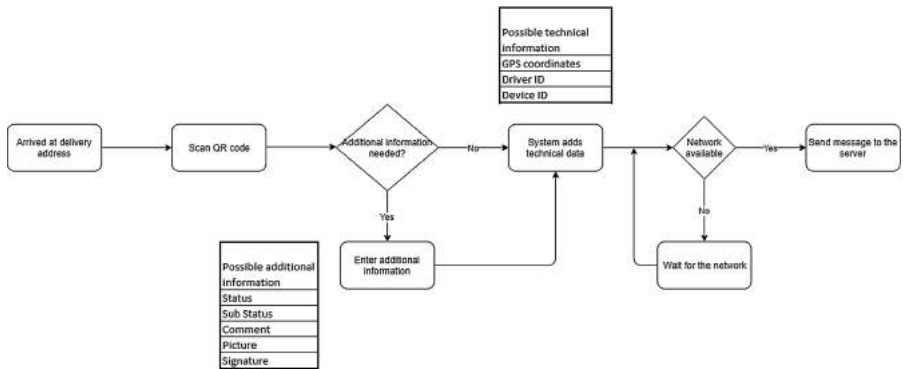 Possible technical
information
GPS coordinates
Driver ID
Device ID
Arrived at delivery
address
Scan QR code
Additional information
needed?
No
System adds
technical data
Network
available
Yes
Send message to the
server
Yes
No
Enter additional
information
Wait for the network
Possible additional
information
Status
Sub Status
Comment
Picture
Signature